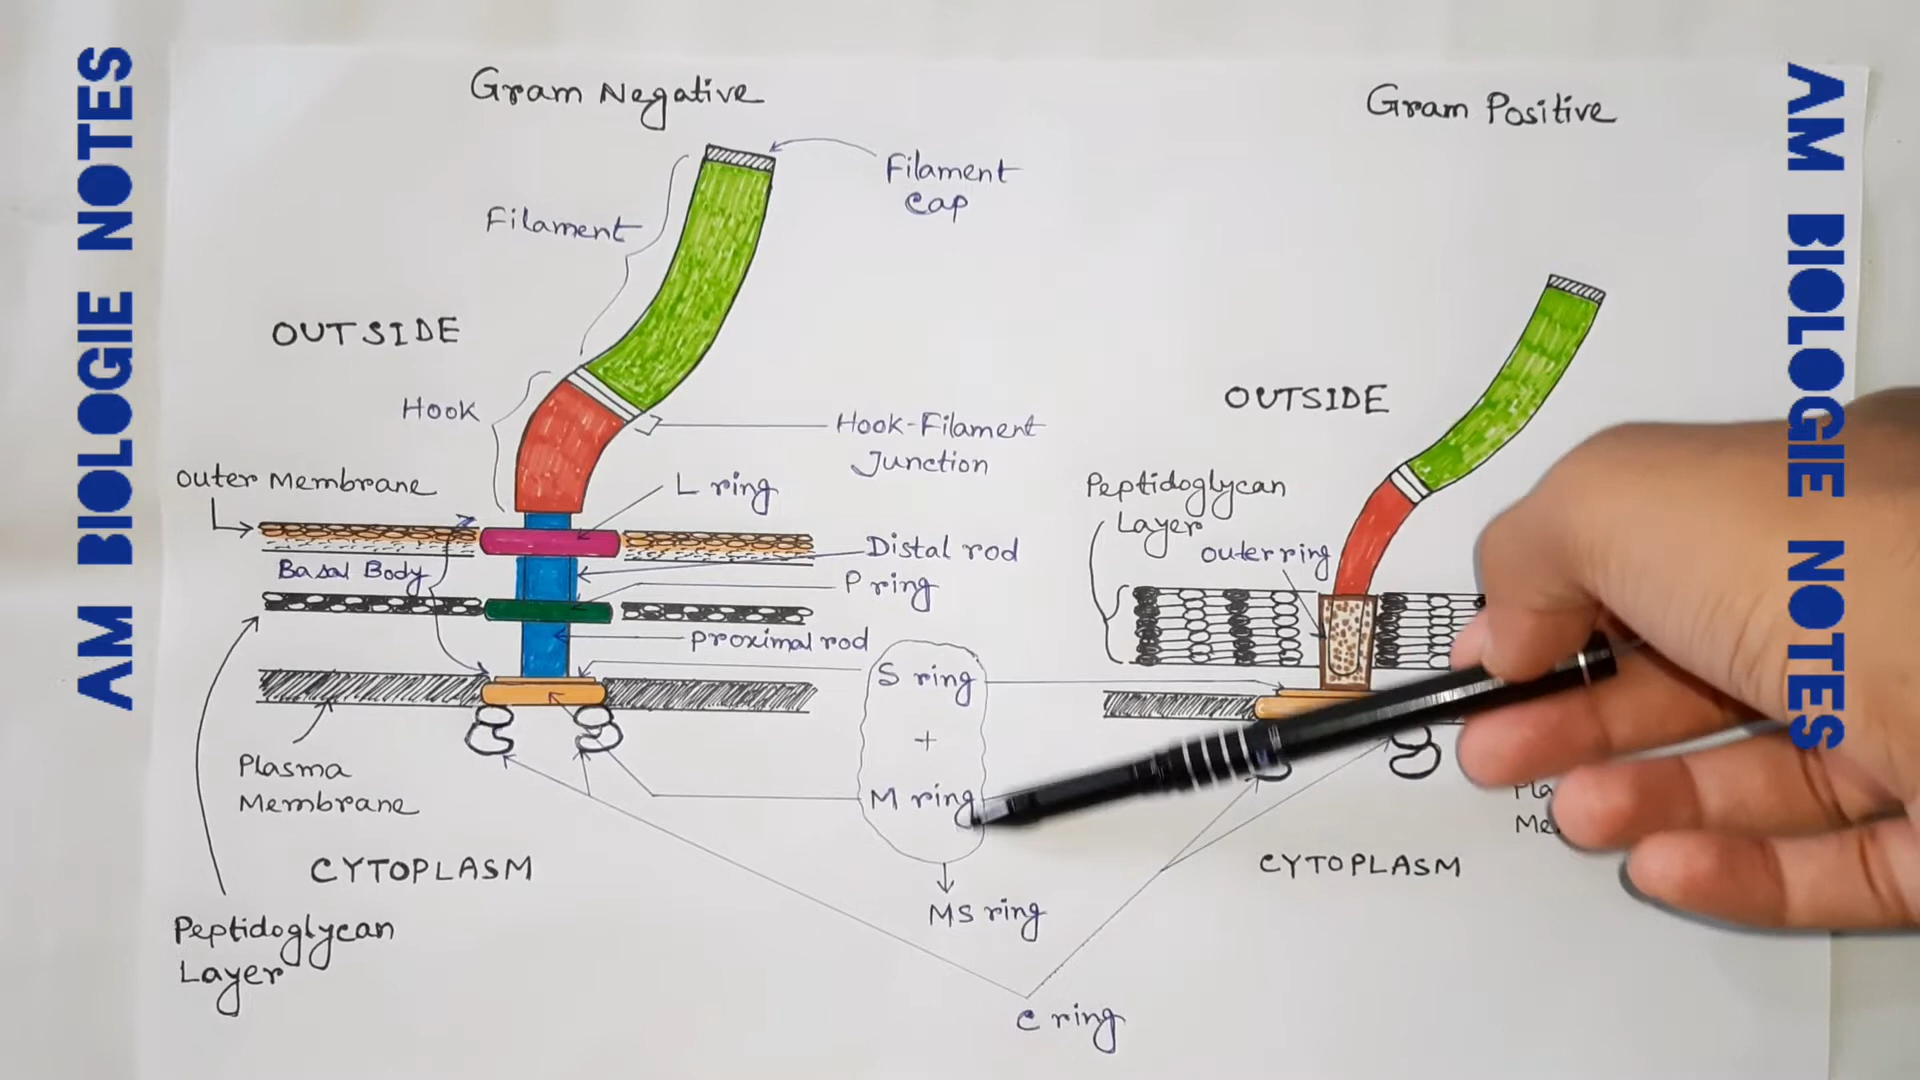 AM BIOLOGIE NOTES
Gram Negative
Filament
Cap
Filament
OUTSIDE
Hook
Hook-Filament
Junction
Outer Membrane
L ring
Basal Body
Distal rod
P ring
proximal rod
S ring
+
M ring
MS ring
Plasma
Membrane
CYTOPLASM
Peptidoglycan
Layer
C ring
Gram Positive
OUTSIDE
Peptidoglycan
Layer
outer ring
CYTOPLASM
AM BIOLOGIE NOTES